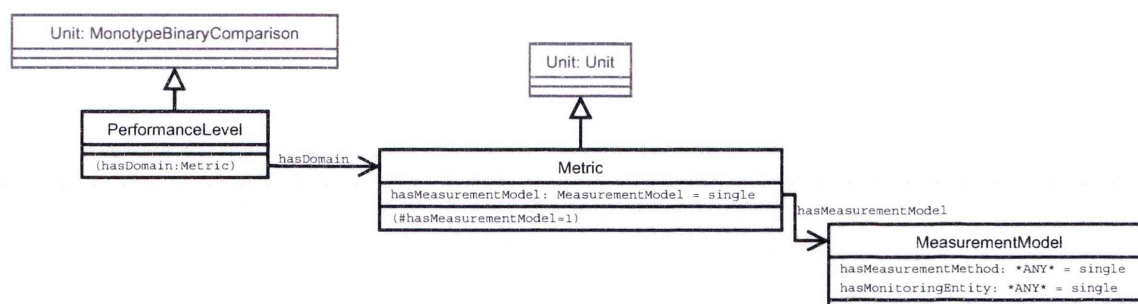 Unit: MonotypeBinaryComparison
Unit: Unit
PerformanceLevel
(hasDomain:Metric)
hasDomain
Metric
hasMeasurementModel: MeasurementModel = single
(#hasMeasurementModel=1)
hasMeasurementModel
MeasurementModel
hasMeasurementMethod: *ANY* = single
hasMonitoringEntity: *ANY* = single